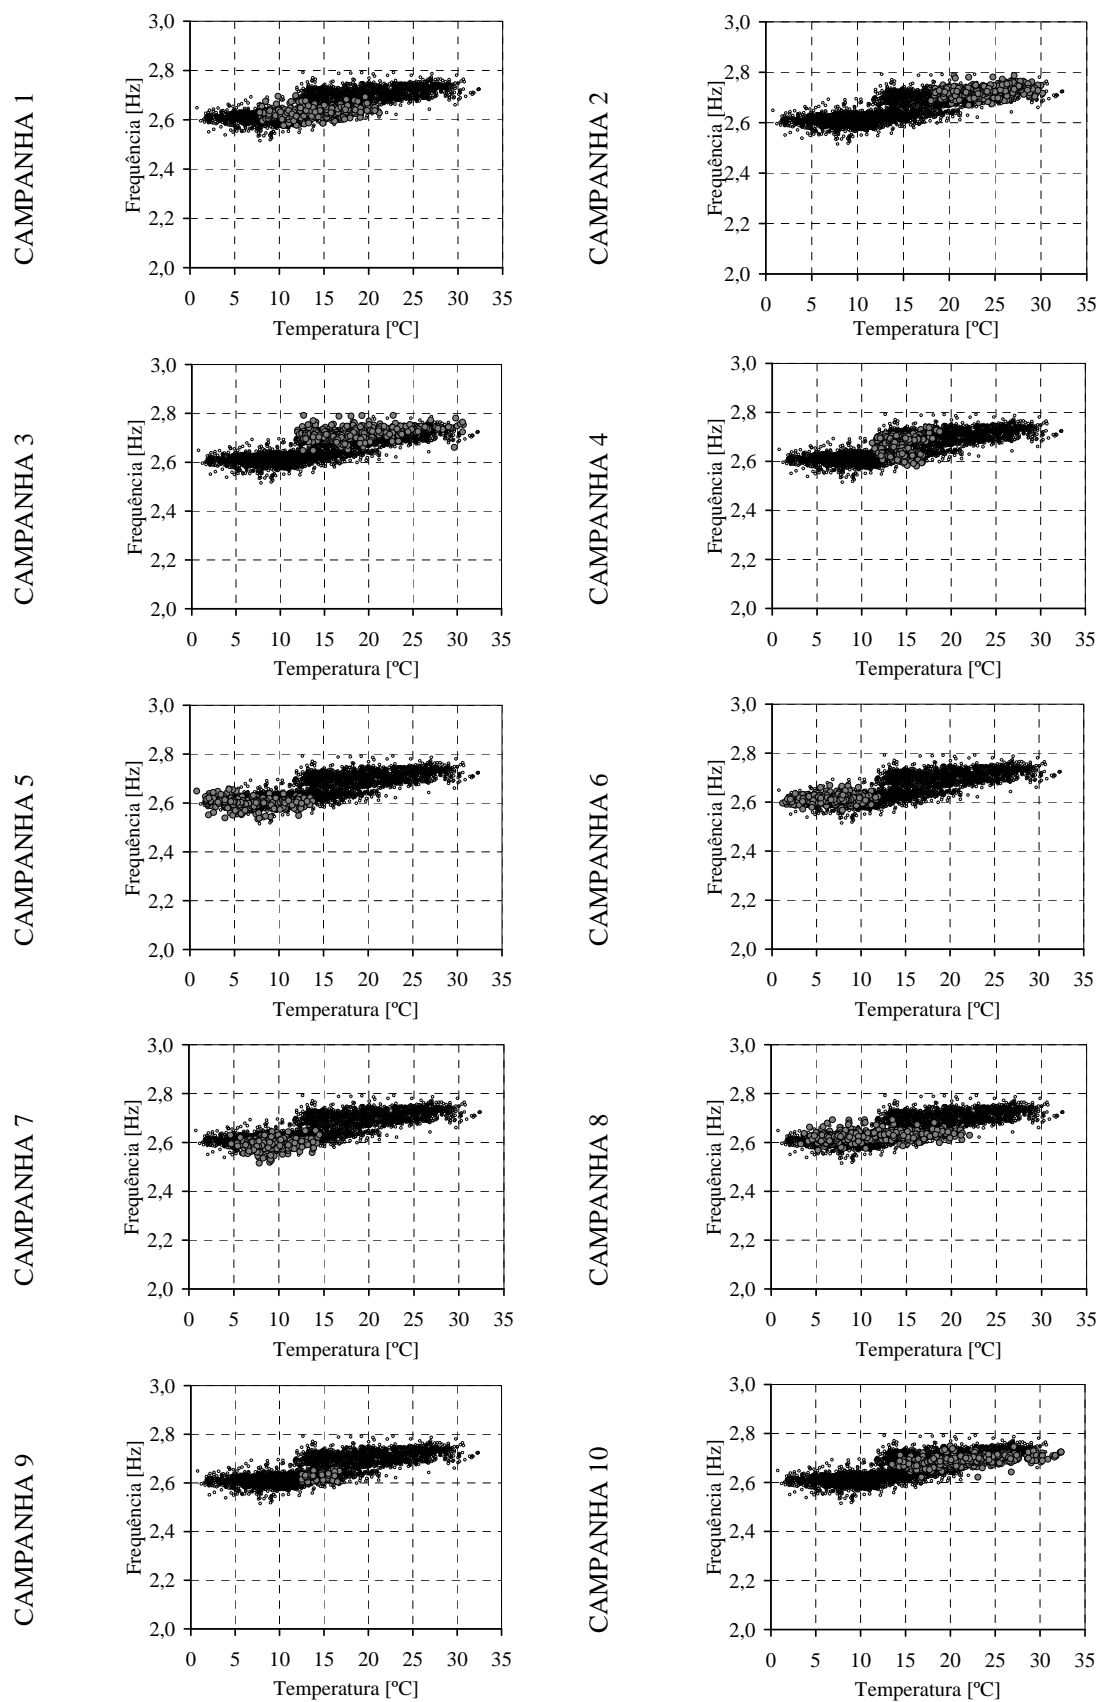 CAMPANHA 1
Frequência [Hz]
3,0
2,8
2,6
2,4
2,2
2,0
0 5 10 15 20 25 30 35
Temperatura [ºC]
CAMPANHA 2
Frequência [Hz]
3,0
2,8
2,6
2,4
2,2
2,0
0 5 10 15 20 25 30 35
Temperatura [ºC]
CAMPANHA 3
Frequência [Hz]
3,0
2,8
2,6
2,4
2,2
2,0
0 5 10 15 20 25 30 35
Temperatura [ºC]
CAMPANHA 4
Frequência [Hz]
3,0
2,8
2,6
2,4
2,2
2,0
0 5 10 15 20 25 30 35
Temperatura [ºC]
CAMPANHA 5
Frequência [Hz]
3,0
2,8
2,6
2,4
2,2
2,0
0 5 10 15 20 25 30 35
Temperatura [ºC]
CAMPANHA 6
Frequência [Hz]
3,0
2,8
2,6
2,4
2,2
2,0
0 5 10 15 20 25 30 35
Temperatura [ºC]
CAMPANHA 7
Frequência [Hz]
3,0
2,8
2,6
2,4
2,2
2,0
0 5 10 15 20 25 30 35
Temperatura [ºC]
CAMPANHA 8
Frequência [Hz]
3,0
2,8
2,6
2,4
2,2
2,0
0 5 10 15 20 25 30 35
Temperatura [ºC]
CAMPANHA 9
Frequência [Hz]
3,0
2,8
2,6
2,4
2,2
2,0
0 5 10 15 20 25 30 35
Temperatura [ºC]
CAMPANHA 10
Frequência [Hz]
3,0
2,8
2,6
2,4
2,2
2,0
0 5 10 15 20 25 30 35
Temperatura [ºC]